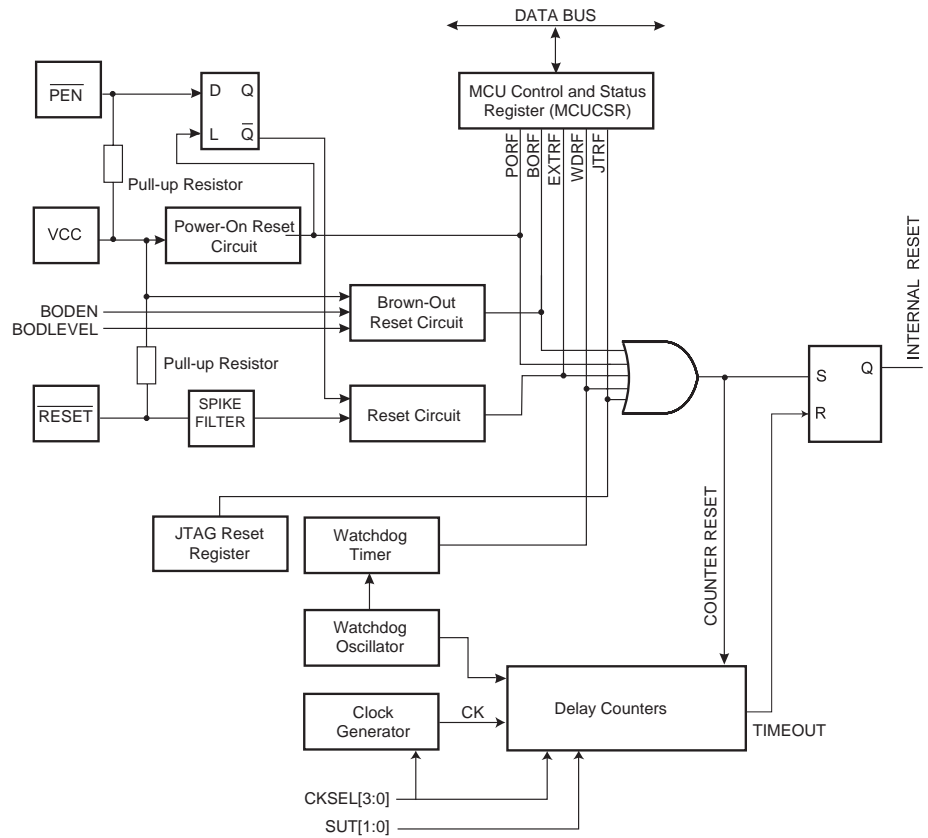 DATA BUS
PEN
D Q
L Q
MCU Control and Status
Register (MCUCSR)
PORF
BORF
EXTRF
WDRF
JTRF
Pull-up Resistor
VCC
Power-On Reset
Circuit
BODEN
BODLEVEL
Brown-Out
Reset Circuit
INTERNAL RESET
Pull-up Resistor
RESET
SPIKE
FILTER
Reset Circuit
S Q
R
JTAG Reset
Register
Watchdog
Timer
COUNTER RESET
Watchdog
Oscillator
Clock
Generator
CK
Delay Counters
TIMEOUT
CKSEL[3:0]
SUT[1:0]